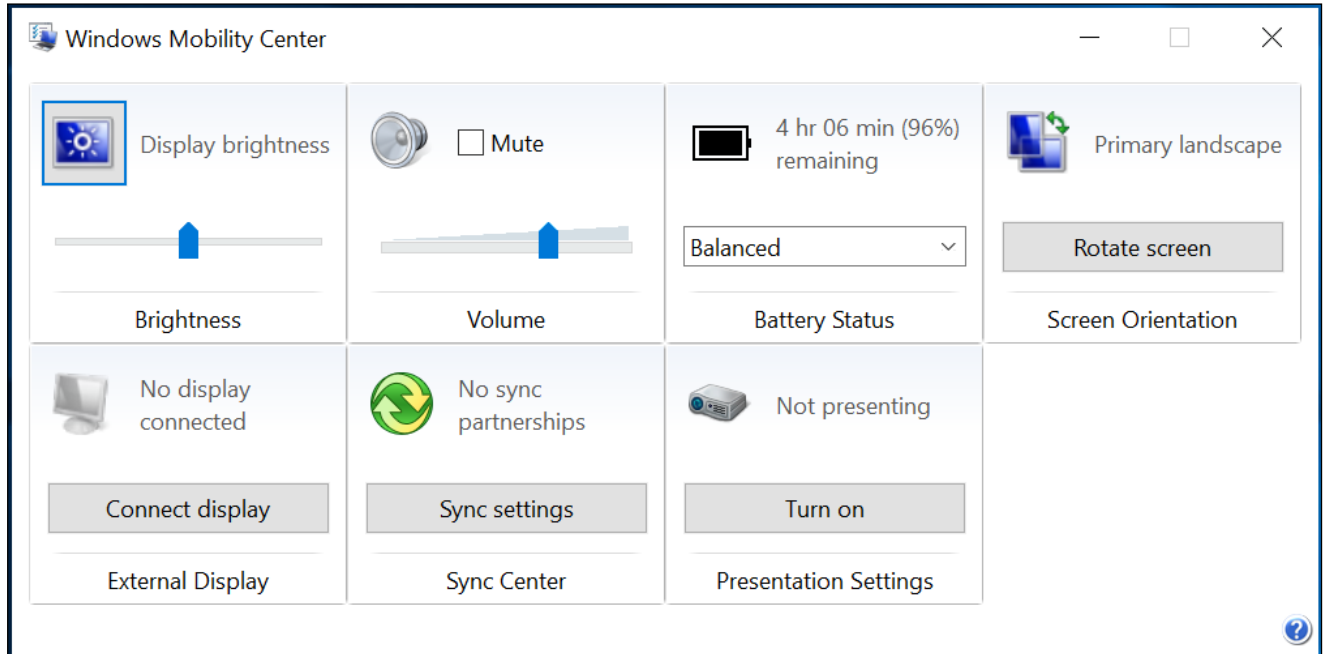 Windows Mobility Center
Display brightness
Brightness
Mute
Volume
4 hr 06 min (96%)
remaining
Balanced
Battery Status
Primary landscape
Rotate screen
Screen Orientation
No display
connected
Connect display
External Display
No sync
partnerships
Sync settings
Sync Center
Not presenting
Turn on
Presentation Settings
?